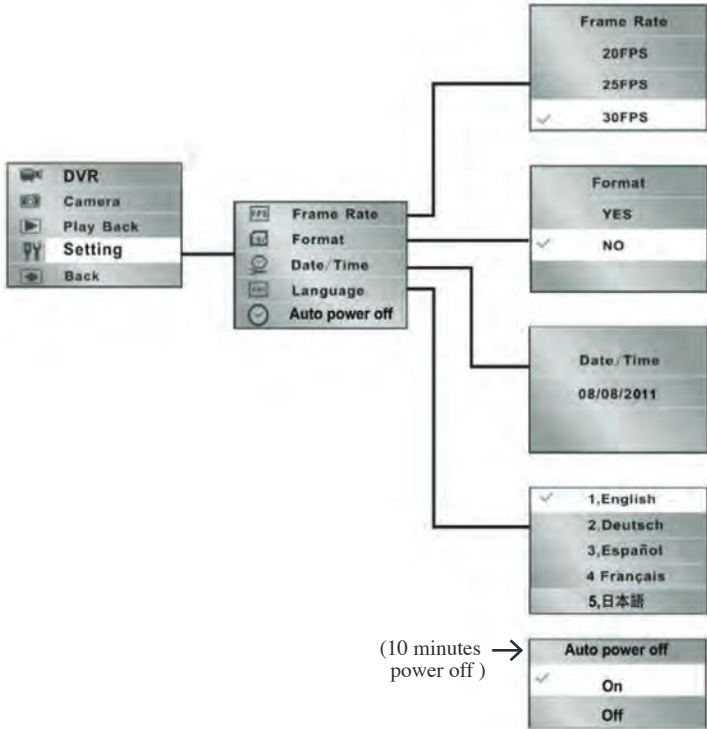 DVR
Camera
Play Back
Setting
Back
FPS
Frame Rate
Format
Date/Time
Language
Auto power off
Frame Rate
20FPS
25FPS
30FPS
Format
YES
NO
Date/Time
08/08/2011
1,English
2,Deutsch
3,Español
4 Français
5,日本語
(10 minutes
power off )
Auto power off
On
Off